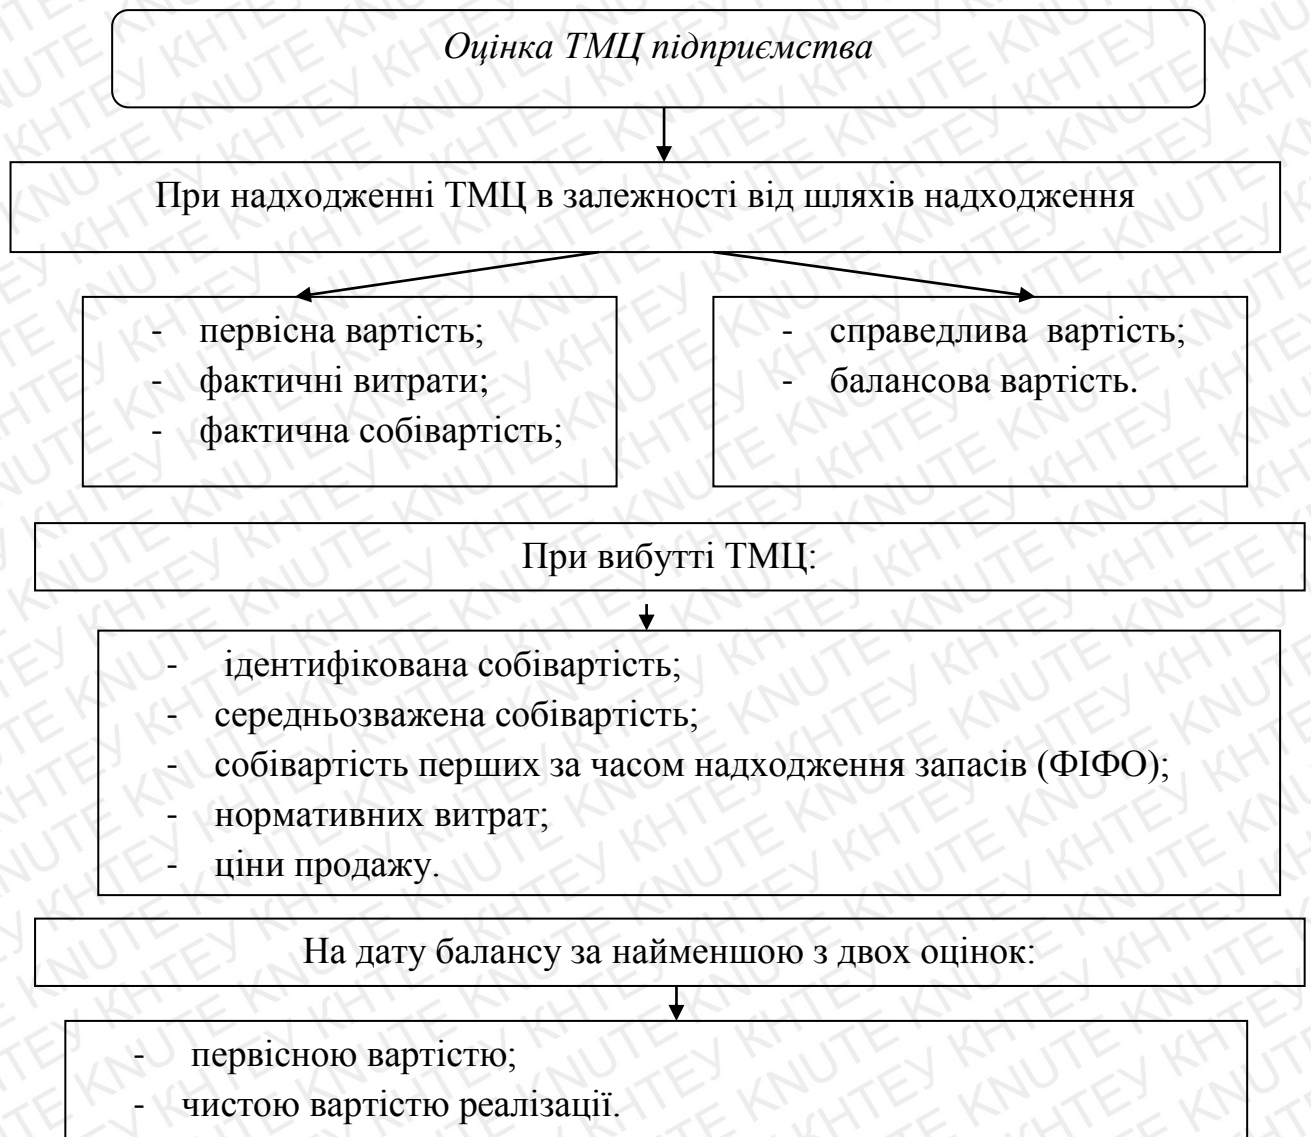 Оцінка ТМЦ підприємства
При надходженні ТМЦ в залежності від шляхів надходження
- первісна вартість;
- фактичні витрати;
- фактична собівартість;
- справедлива вартість;
- балансова вартість.
При вибутті ТМЦ:
- ідентифікована собівартість;
- середньозважена собівартість;
- собівартість перших за часом надходження запасів (ФІФО);
- нормативних витрат;
- ціни продажу.
На дату балансу за найменшою з двох оцінок:
- первісною вартістю;
- чистою вартістю реалізації.